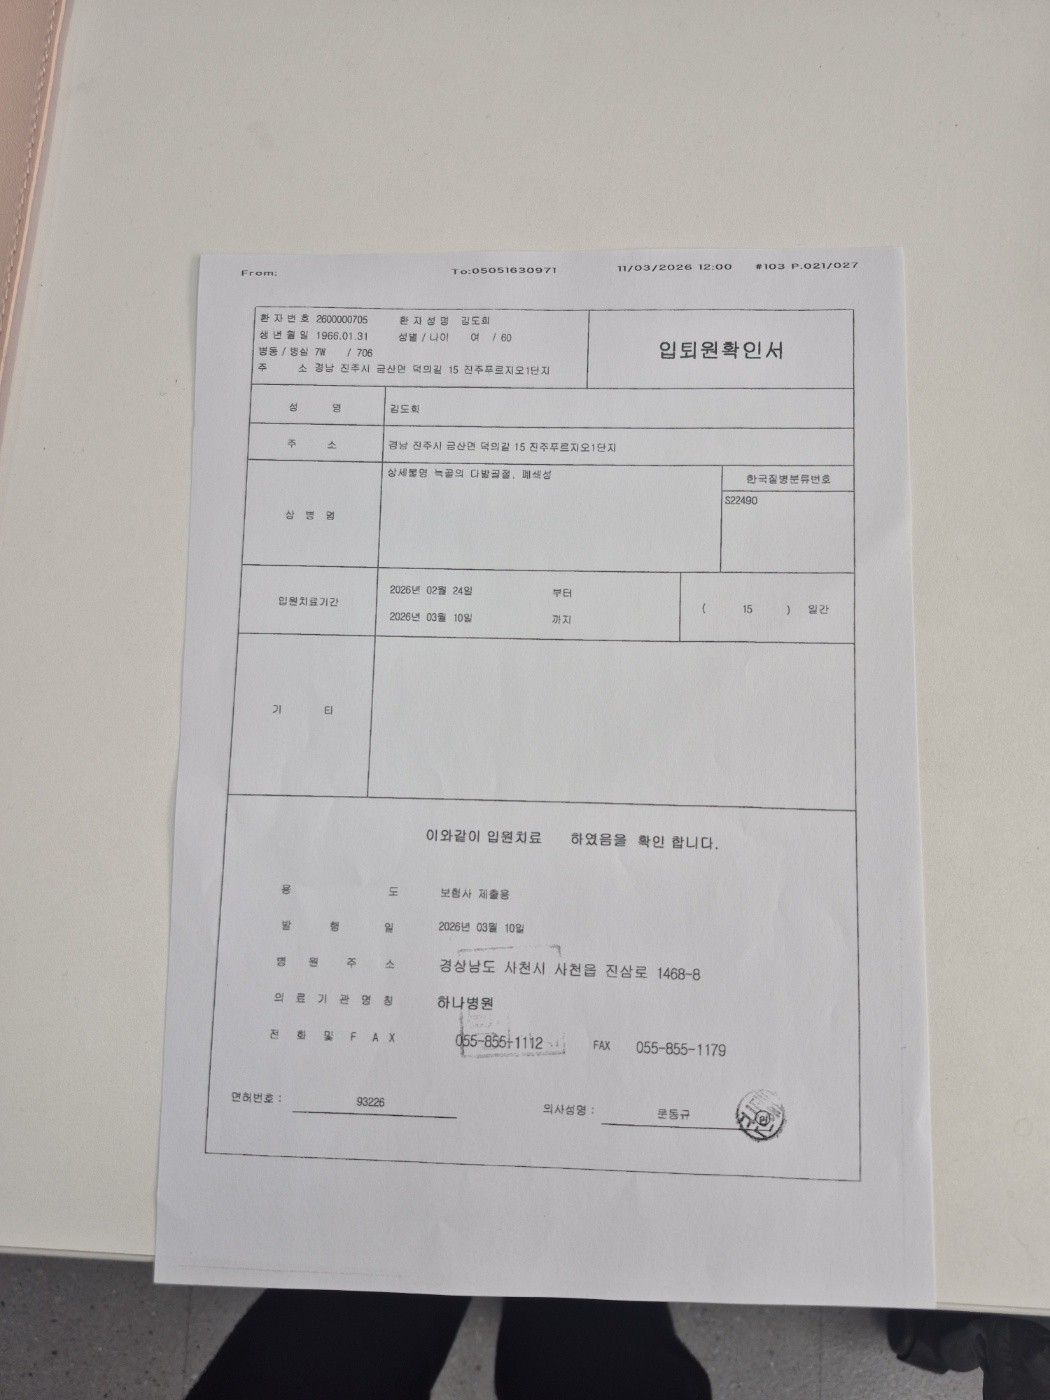 From: To:05051630971 11/03/2026 12:00 #103 P.021/027
환자번호 2600000705 환자성명 김도희
생년월일 1966.01.31 성별/나이 여 / 60
병동/병실 7W / 706
주 소 경남 진주시 금산면 덕의길 15 진주푸르지오1단지
입퇴원확인서
성 명 김도희
주 소 경남 진주시 금산면 덕의길 15 진주푸르지오1단지
상 병 명 상세불명 늑골의 다발골절, 폐쇄성
한국질병분류번호
S22490
입원치료기간
2026년 02월 24일 부터
2026년 03월 10일 까지
( 15 ) 일간
기 타
이와같이 입원치료 하였음을 확인 합니다.
용 도 보험사 제출용
발 행 일 2026년 03월 10일
병 원 주 소 경상남도 사천시 사천읍 진삼로 1468-8
의 료 기 관 명 칭 하나병원
전 화 및 F A X 055-855-1112 FAX 055-855-1179
면허번호 : 93226 의사성명 : 문동규